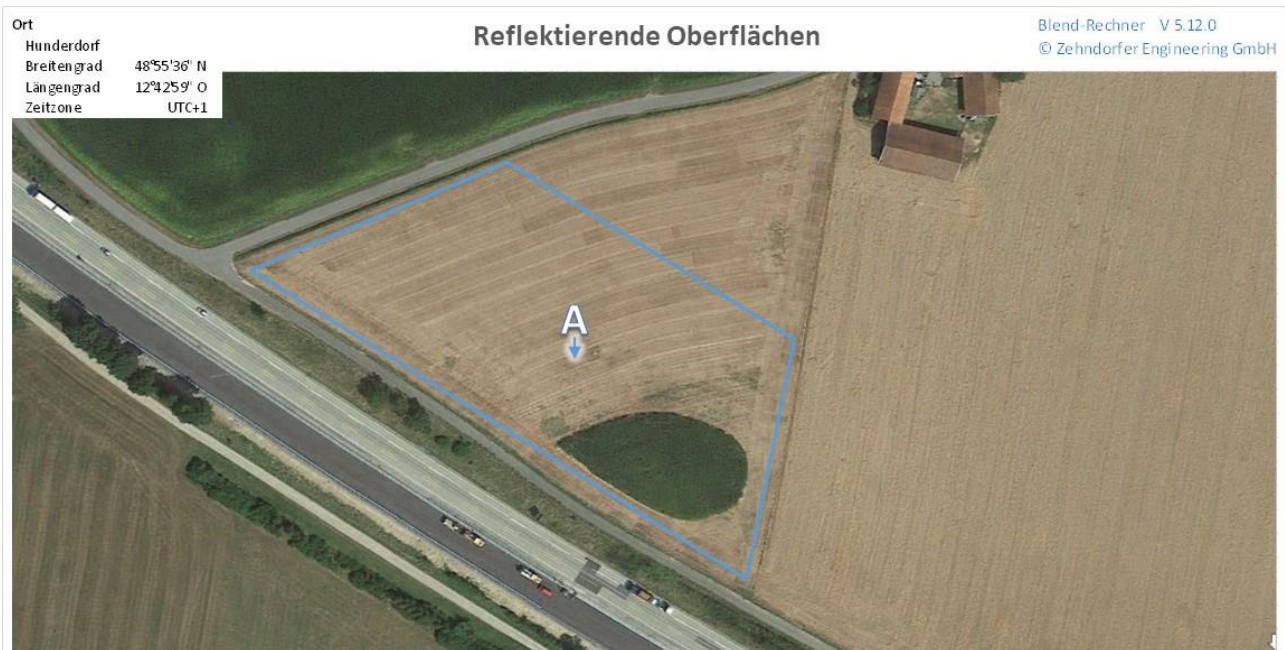 Ort
Hunderdorf
Breitengrad 48°55'36" N
Längengrad 12°42'59" O
Zeitzone UTC+1
Reflektierende Oberflächen
Blend-Rechner V 5.12.0
© Zehndorfer Engineering GmbH
A